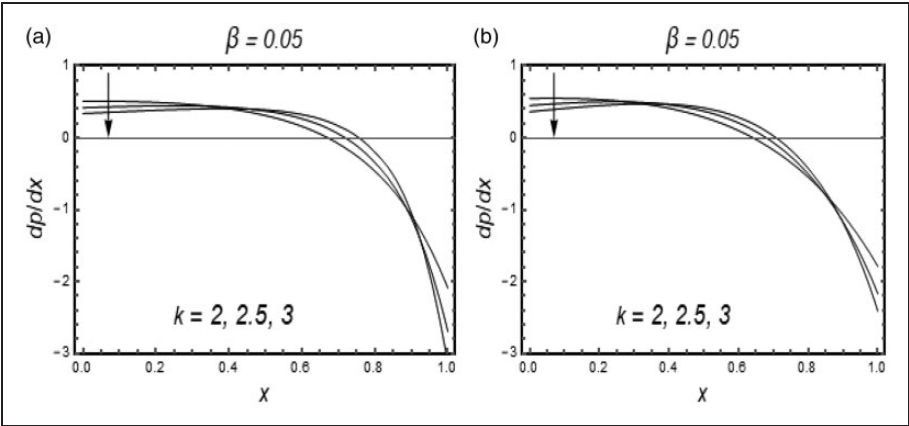 (a)
β = 0.05
1
0
−1
−2
−3
dp/dx
k = 2, 2.5, 3
0.0 0.2 0.4 0.6 0.8 1.0
x
(b)
β = 0.05
1
0
−1
−2
−3
dp/dx
k = 2, 2.5, 3
0.0 0.2 0.4 0.6 0.8 1.0
x